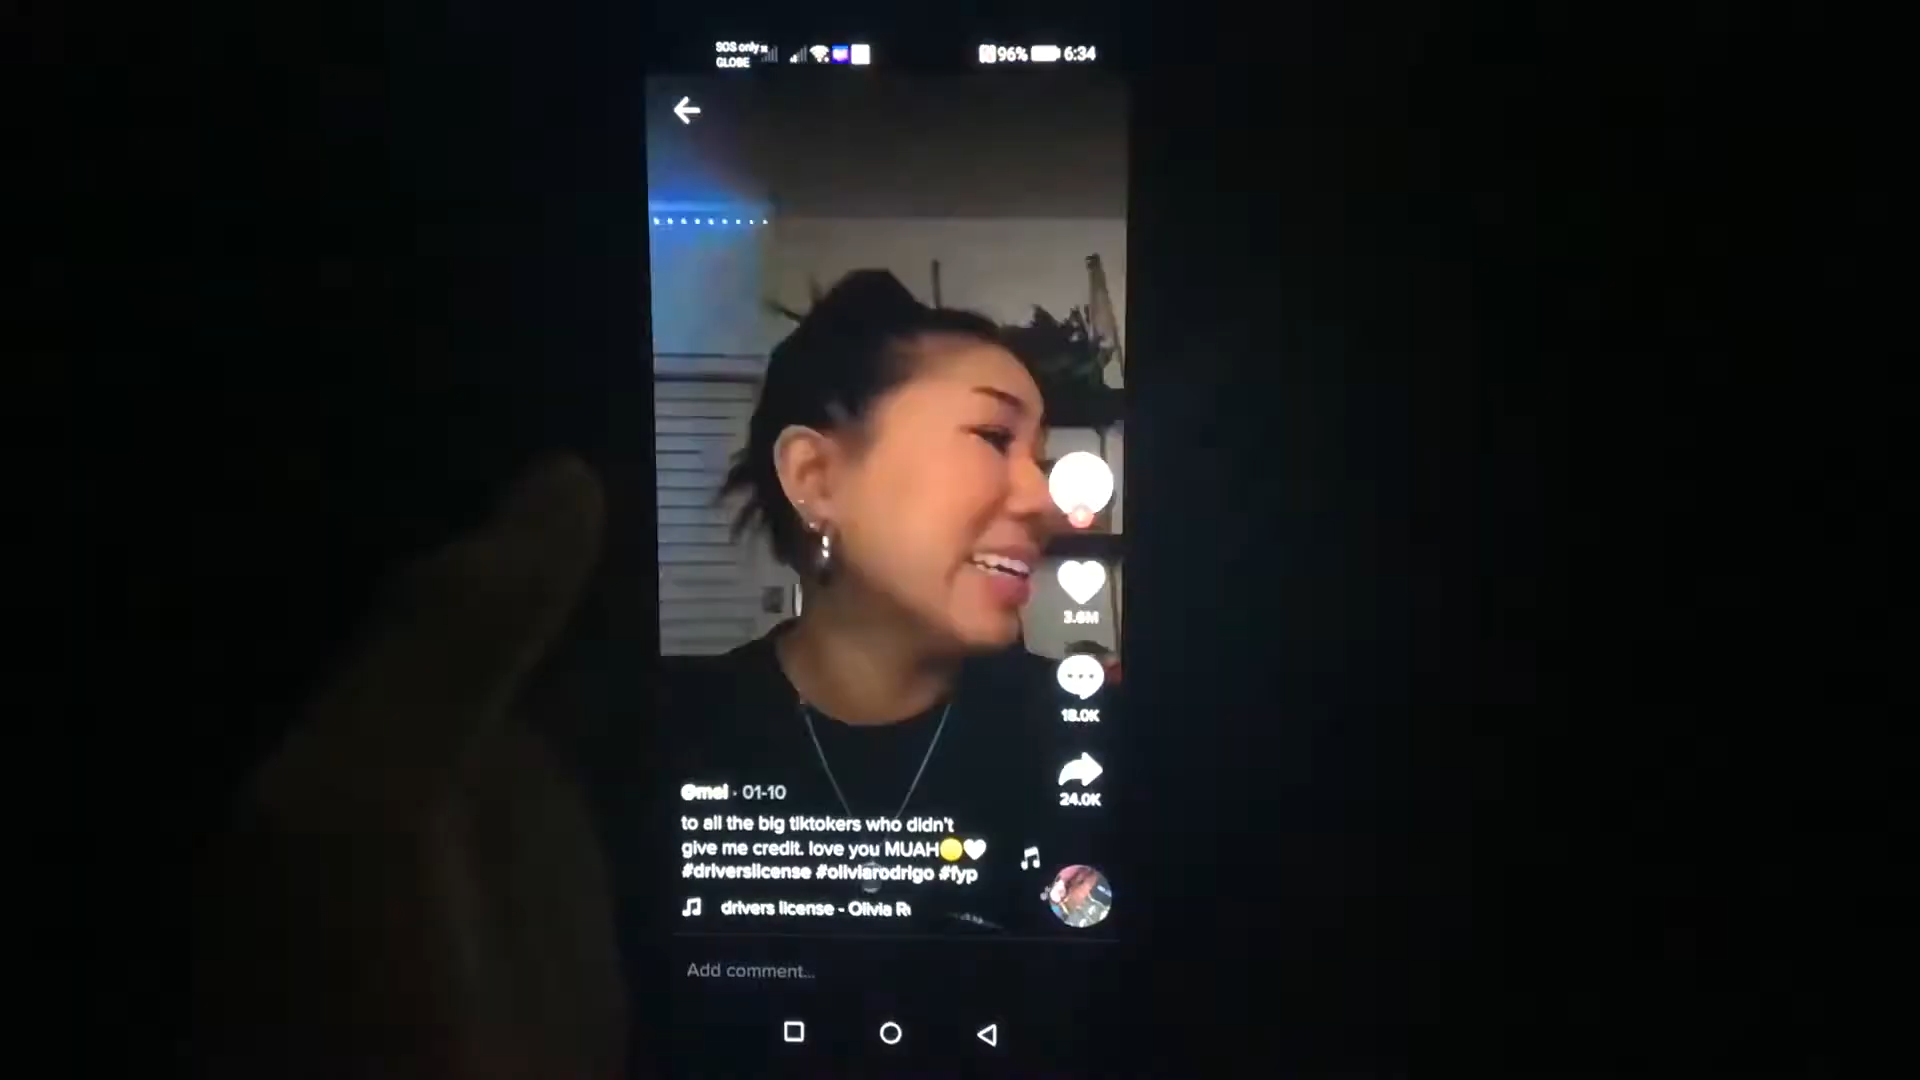 SOS only
GLOBE
96% 6:34
3.6M
18.0K
24.0K
@mei · 01-10
to all the big tiktokers who didn't
give me credit. love you MUAH
#driverslicense #oliviarodrigo #fyp
drivers license - Olivia R
Add comment...